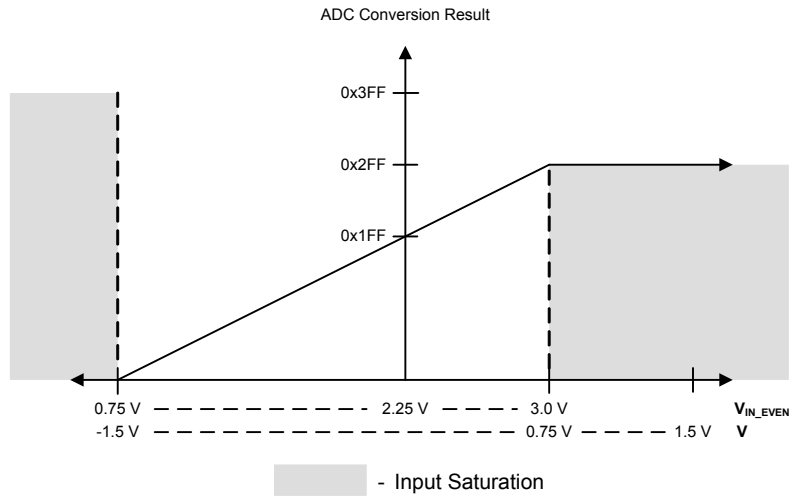 ADC Conversion Result
0x3FF
0x2FF
0x1FF
0.75 V 2.25 V 3.0 V VIN_EVEN
-1.5 V 0.75 V 1.5 V V
- Input Saturation